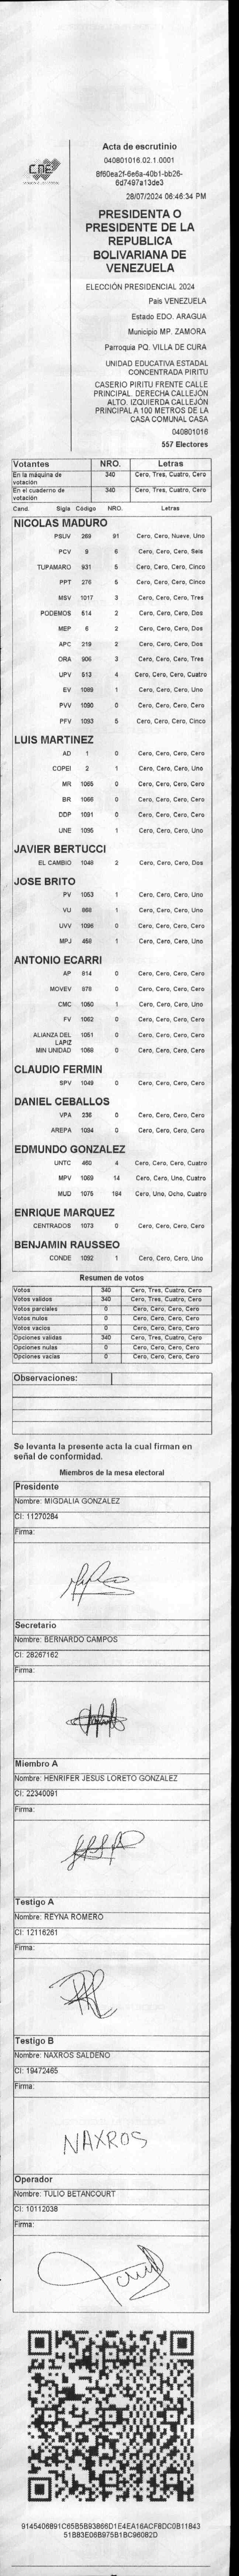 CNE
Acta de escrutinio
040801016.02.1.0001
8f60ea2f-6e6a-40b1-bb26-
6d7497a13de3
28/07/2024 06:46:34 PM
PRESIDENTA O
PRESIDENTE DE LA
REPUBLICA
BOLIVARIANA DE
VENEZUELA
ELECCIÓN PRESIDENCIAL 2024
Pais VENEZUELA
Estado EDO. ARAGUA
Municipio MP. ZAMORA
Parroquia PQ. VILLA DE CURA
UNIDAD EDUCATIVA ESTADAL
CONCENTRADA PIRITU
CASERIO PIRITU FRENTE CALLE
PRINCIPAL. DERECHA CALLEJÓN
ALTO. IZQUIERDA CALLEJÓN
PRINCIPAL A 100 METROS DE LA
CASA COMUNAL CASA
040801016
557 Electores
Votantes NRO. Letras
En la máquina de votación 340 Cero, Tres, Cuatro, Cero
En el cuaderno de votación 340 Cero, Tres, Cuatro, Cero
Cand. Sigla Código NRO. Letras
NICOLAS MADURO
PSUV 269 91 Cero, Cero, Nueve, Uno
PCV 9 6 Cero, Cero, Cero, Seis
TUPAMARO 931 5 Cero, Cero, Cero, Cinco
PPT 276 5 Cero, Cero, Cero, Cinco
MSV 1017 3 Cero, Cero, Cero, Tres
PODEMOS 614 2 Cero, Cero, Cero, Dos
MEP 6 2 Cero, Cero, Cero, Dos
APC 219 2 Cero, Cero, Cero, Dos
ORA 906 3 Cero, Cero, Cero, Tres
UPV 513 4 Cero, Cero, Cero, Cuatro
EV 1089 1 Cero, Cero, Cero, Uno
PVV 1090 0 Cero, Cero, Cero, Cero
PFV 1093 5 Cero, Cero, Cero, Cinco
LUIS MARTINEZ
AD 1 0 Cero, Cero, Cero, Cero
COPEI 2 1 Cero, Cero, Cero, Uno
MR 1065 0 Cero, Cero, Cero, Cero
BR 1066 0 Cero, Cero, Cero, Cero
DDP 1091 0 Cero, Cero, Cero, Cero
UNE 1095 1 Cero, Cero, Cero, Uno
JAVIER BERTUCCI
EL CAMBIO 1048 2 Cero, Cero, Cero, Dos
JOSE BRITO
PV 1053 1 Cero, Cero, Cero, Uno
VU 868 1 Cero, Cero, Cero, Uno
UVV 1096 0 Cero, Cero, Cero, Cero
MPJ 458 1 Cero, Cero, Cero, Uno
ANTONIO ECARRI
AP 814 0 Cero, Cero, Cero, Cero
MOVEV 978 0 Cero, Cero, Cero, Cero
CMC 1050 1 Cero, Cero, Cero, Uno
FV 1062 0 Cero, Cero, Cero, Cero
ALIANZA DEL LAPIZ 1051 0 Cero, Cero, Cero, Cero
MIN UNIDAD 1068 0 Cero, Cero, Cero, Cero
CLAUDIO FERMIN
SPV 1049 0 Cero, Cero, Cero, Cero
DANIEL CEBALLOS
VPA 236 0 Cero, Cero, Cero, Cero
AREPA 1094 0 Cero, Cero, Cero, Cero
EDMUNDO GONZALEZ
UNTC 460 4 Cero, Cero, Cero, Cuatro
MPV 1069 14 Cero, Cero, Uno, Cuatro
MUD 1075 184 Cero, Uno, Ocho, Cuatro
ENRIQUE MARQUEZ
CENTRADOS 1073 0 Cero, Cero, Cero, Cero
BENJAMIN RAUSSEO
CONDE 1092 1 Cero, Cero, Cero, Uno
Resumen de votos
Votos 340 Cero, Tres, Cuatro, Cero
Votos validos 340 Cero, Tres, Cuatro, Cero
Votos parciales 0 Cero, Cero, Cero, Cero
Votos nulos 0 Cero, Cero, Cero, Cero
Votos vacios 0 Cero, Cero, Cero, Cero
Opciones validas 340 Cero, Tres, Cuatro, Cero
Opciones nulas 0 Cero, Cero, Cero, Cero
Opciones vacias 0 Cero, Cero, Cero, Cero
Observaciones:
Se levanta la presente acta la cual firman en
señal de conformidad.
Miembros de la mesa electoral
Presidente
Nombre: MIGDALIA GONZALEZ
CI: 11270284
Firma:
Secretario
Nombre: BERNARDO CAMPOS
CI: 28267162
Firma:
Miembro A
Nombre: HENRIFER JESUS LORETO GONZALEZ
CI: 22340091
Firma:
Testigo A
Nombre: REYNA ROMERO
CI: 12116261
Firma:
Testigo B
Nombre: NAXROS SALDEÑO
CI: 19472465
Firma:
NAXROS
Operador
Nombre: TULIO BETANCOURT
CI: 10112038
Firma:
9145406891C65B5B93866D1E4EA16ACF8DC0B11843
51B83E06B975B1BC96082D